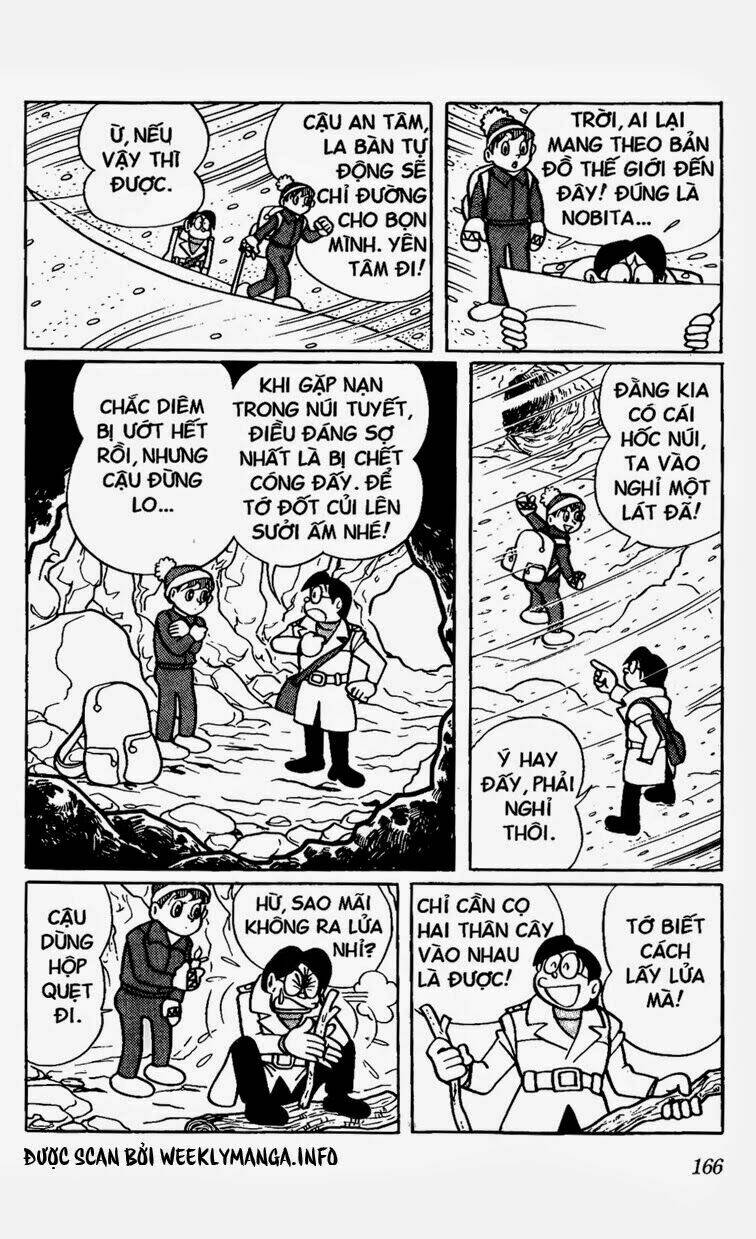 TRỜI, AI LẠI
MANG THEO BẢN
ĐỒ THẾ GIỚI ĐẾN
ĐÂY! ĐÚNG LÀ
NOBITA...
CẬU AN TÂM,
LA BÀN TỰ
ĐỘNG SẼ
CHỈ ĐƯỜNG
CHO BỌN
MÌNH. YÊN
TÂM ĐI!
Ừ, NẾU
VẬY THÌ
ĐƯỢC.
ĐẰNG KIA
CÓ CÁI
HỐC NÚI,
TA VÀO
NGHỈ MỘT
LÁT ĐÃ!
Ý HAY
ĐẤY, PHẢI
NGHỈ
THÔI.
KHI GẶP NẠN
TRONG NÚI TUYẾT,
ĐIỀU ĐÁNG SỢ
NHẤT LÀ BỊ CHẾT
CÓNG ĐẤY. ĐỂ
TỚ ĐỐT CỦI LÊN
SƯỞI ẤM NHÉ!
CHẮC DIÊM
BỊ ƯỚT HẾT
RỒI, NHƯNG
CẬU ĐỪNG
LO...
TỚ BIẾT
CÁCH
LẤY LỬA
MÀ!
CHỈ CẦN CỌ
HAI THÂN CÂY
VÀO NHAU
LÀ ĐƯỢC!
HỪ, SAO MÃI
KHÔNG RA LỬA
NHỈ?
CẬU
DÙNG
HỘP
QUẸT
ĐI.
ĐƯỢC SCAN BỞI WEEKLYMANGA.INFO
166